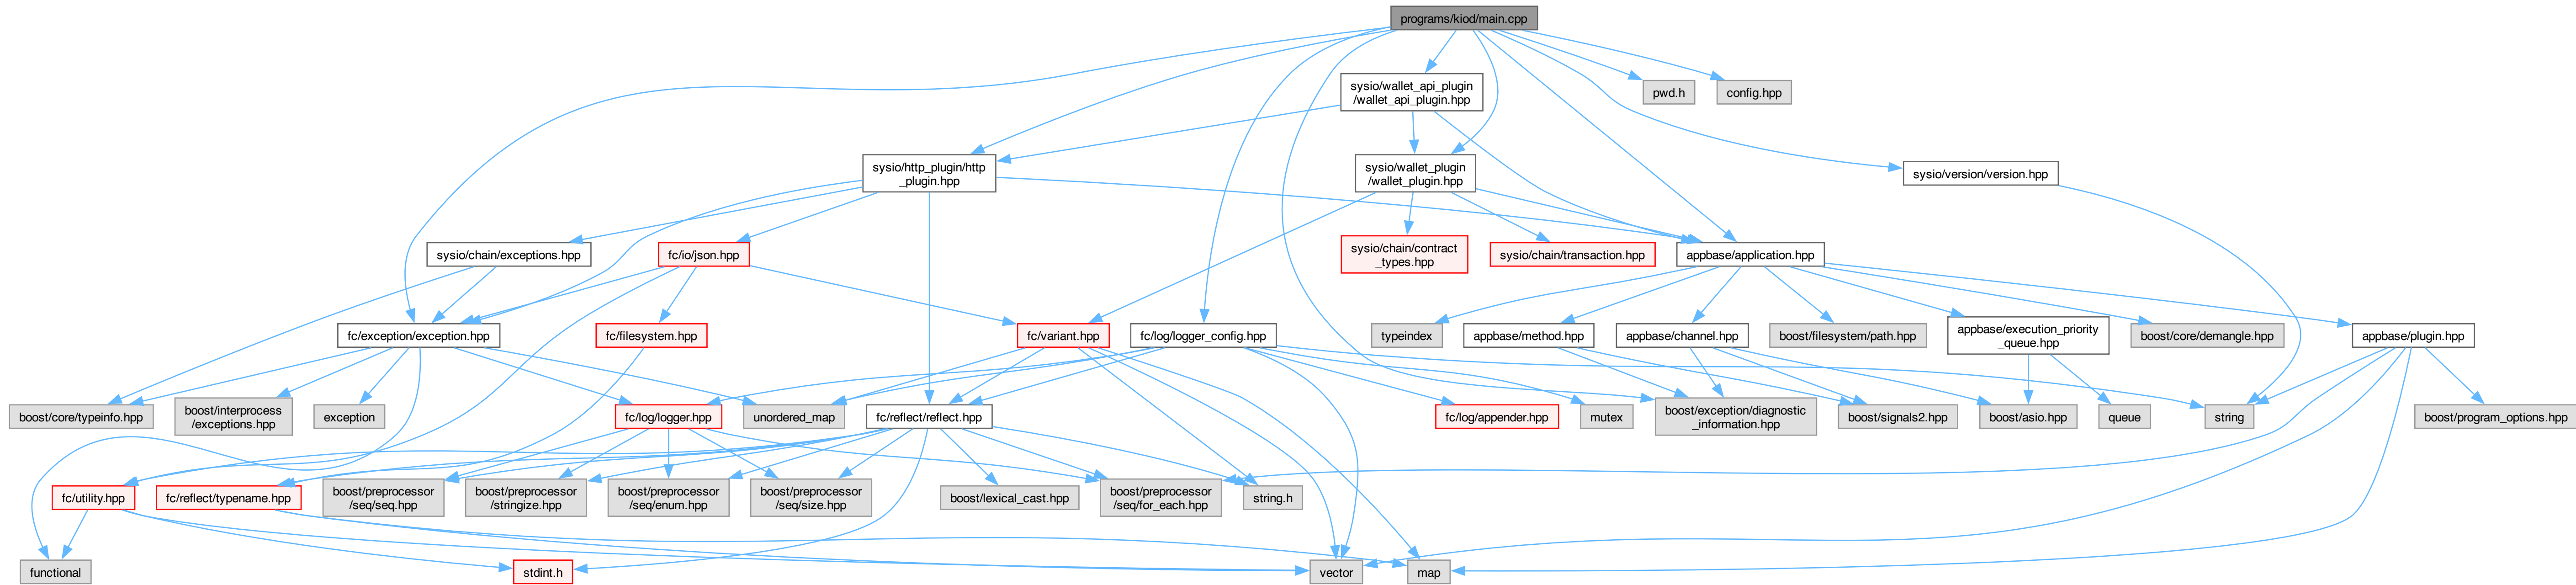 programs/kiod/main.cpp
sysio/wallet_api_plugin
/wallet_api_plugin.hpp
pwd.h
config.hpp
sysio/http_plugin/http
_plugin.hpp
sysio/wallet_plugin
/wallet_plugin.hpp
sysio/version/version.hpp
sysio/chain/exceptions.hpp
fc/io/json.hpp
sysio/chain/contract
_types.hpp
sysio/chain/transaction.hpp
appbase/application.hpp
fc/exception/exception.hpp
fc/filesystem.hpp
fc/variant.hpp
fc/log/logger_config.hpp
typeindex
appbase/method.hpp
appbase/channel.hpp
boost/filesystem/path.hpp
appbase/execution_priority
_queue.hpp
boost/core/demangle.hpp
appbase/plugin.hpp
boost/core/typeinfo.hpp
boost/interprocess
/exceptions.hpp
exception
fc/log/logger.hpp
unordered_map
fc/reflect/reflect.hpp
fc/log/appender.hpp
mutex
boost/exception/diagnostic
_information.hpp
boost/signals2.hpp
boost/asio.hpp
queue
string
boost/program_options.hpp
fc/utility.hpp
fc/reflect/typename.hpp
boost/preprocessor
/seq/seq.hpp
boost/preprocessor
/stringize.hpp
boost/preprocessor
/seq/enum.hpp
boost/preprocessor
/seq/size.hpp
boost/lexical_cast.hpp
boost/preprocessor
/seq/for_each.hpp
string.h
functional
stdint.h
vector
map